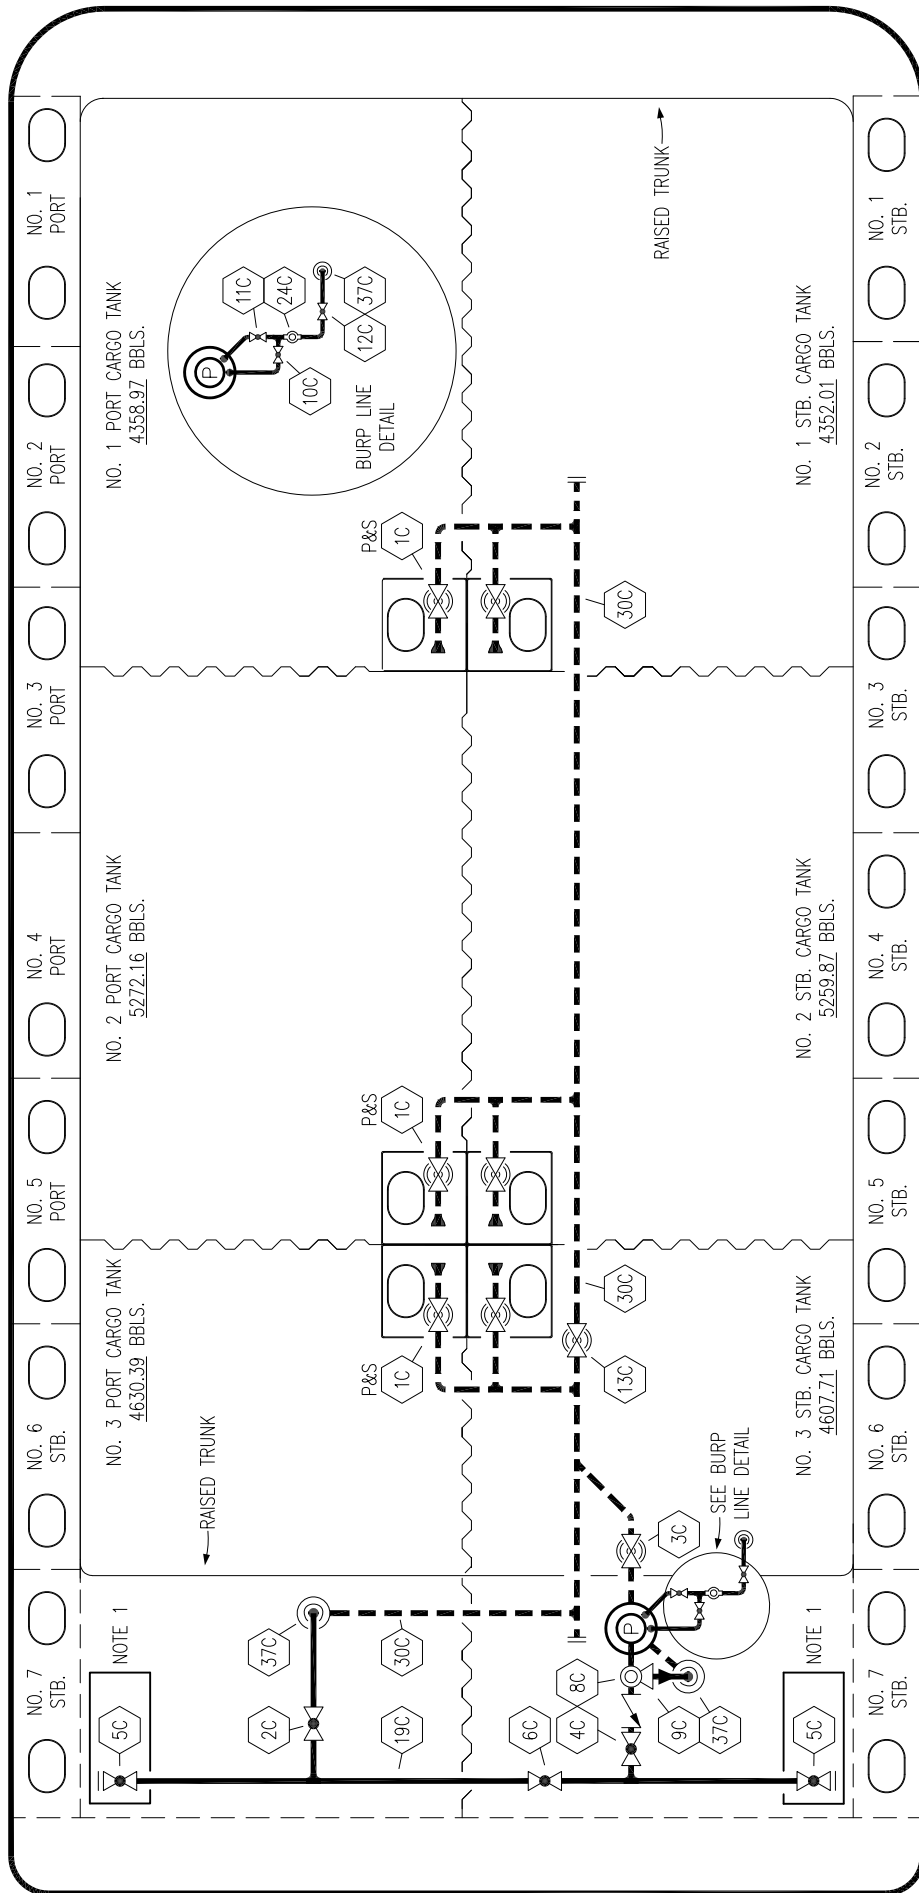 NO. 1
PORT
NO. 2
PORT
NO. 3
PORT
NO. 4
PORT
NO. 5
PORT
NO. 6
STB.
NO. 7
STB.
NO. 1 PORT CARGO TANK
4358.97 BBLS.
11C
24C
37C
12C
10C
P
BURP LINE
DETAIL
RAISED TRUNK
NO. 1 STB. CARGO TANK
4352.01 BBLS.
P&S
1C
30C
NO. 2 PORT CARGO TANK
5272.16 BBLS.
NO. 2 STB. CARGO TANK
5259.87 BBLS.
P&S
1C
NO. 3 PORT CARGO TANK
4630.39 BBLS.
P&S
1C
30C
13C
NO. 3 STB. CARGO TANK
4607.71 BBLS.
RAISED TRUNK
SEE BURP
LINE DETAIL
3C
P
NOTE 1
5C
37C
2C
30C
19C
6C
4C
8C
9C
37C
NOTE 1
5C
NO. 1
STB.
NO. 2
STB.
NO. 3
STB.
NO. 4
STB.
NO. 5
STB.
NO. 6
STB.
NO. 7
STB.